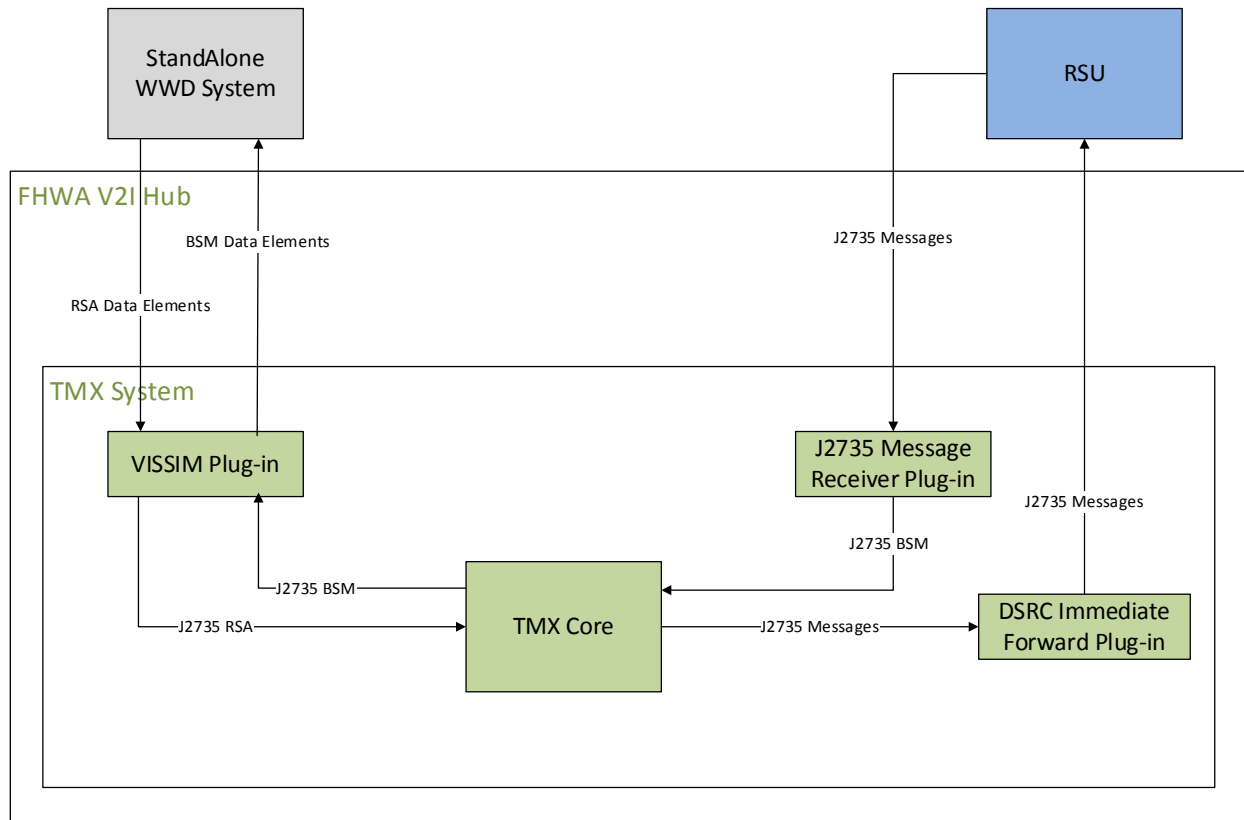 StandAlone
WWD System
RSU
FHWA V2I Hub
BSM Data Elements
J2735 Messages
RSA Data Elements
TMX System
VISSIM Plug-in
J2735 Message
Receiver Plug-in
J2735 Messages
J2735 BSM
J2735 BSM
TMX Core
J2735 RSA
J2735 Messages
DSRC Immediate
Forward Plug-in